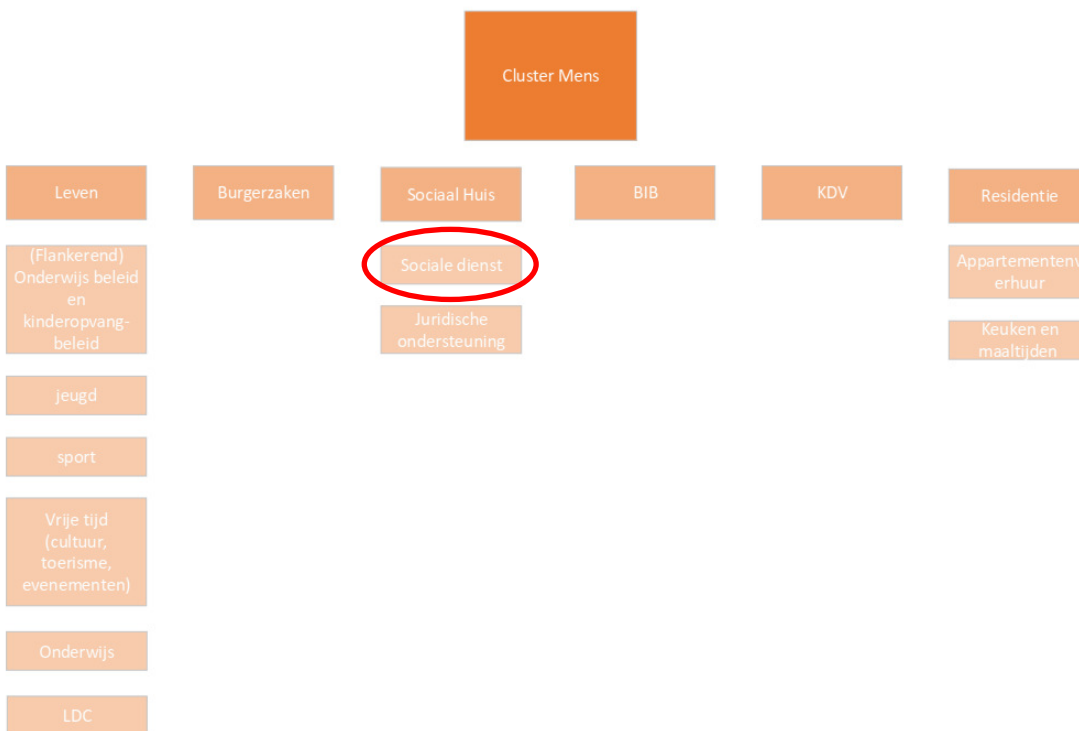 Cluster Mens
Leven
Burgerzaken
Sociaal Huis
BIB
KDV
Residentie
(Flankerend)
Onderwijs beleid
en
kinderopvang-
beleid
jeugd
sport
Vrije tijd
(cultuur,
toerisme,
evenementen)
Onderwijs
LDC
Sociale dienst
Juridische
ondersteuning
Appartementenv
erhuur
Keuken en
maaltijden